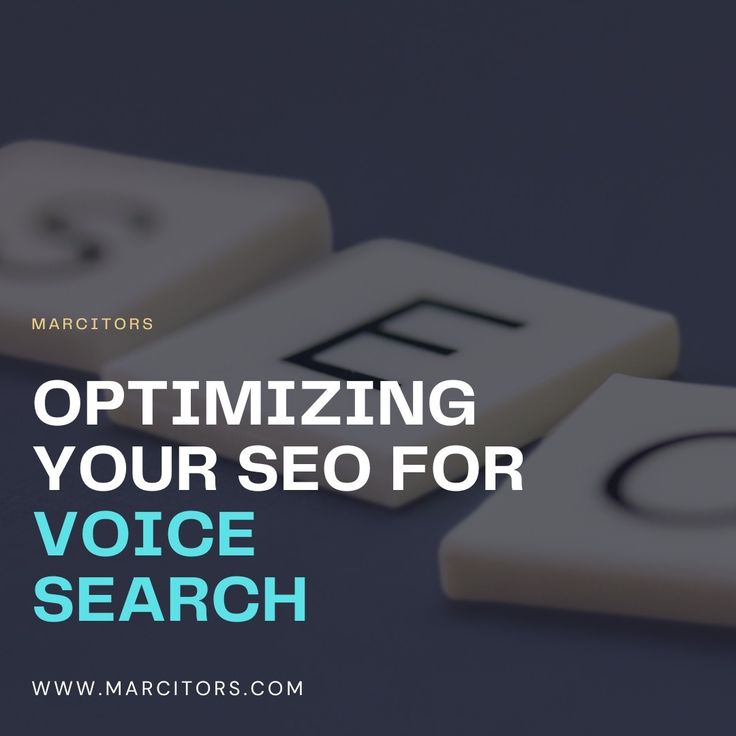 S
E
O
MARCITORS
OPTIMIZING
YOUR SEO FOR
VOICE
SEARCH
WWW.MARCITORS.COM